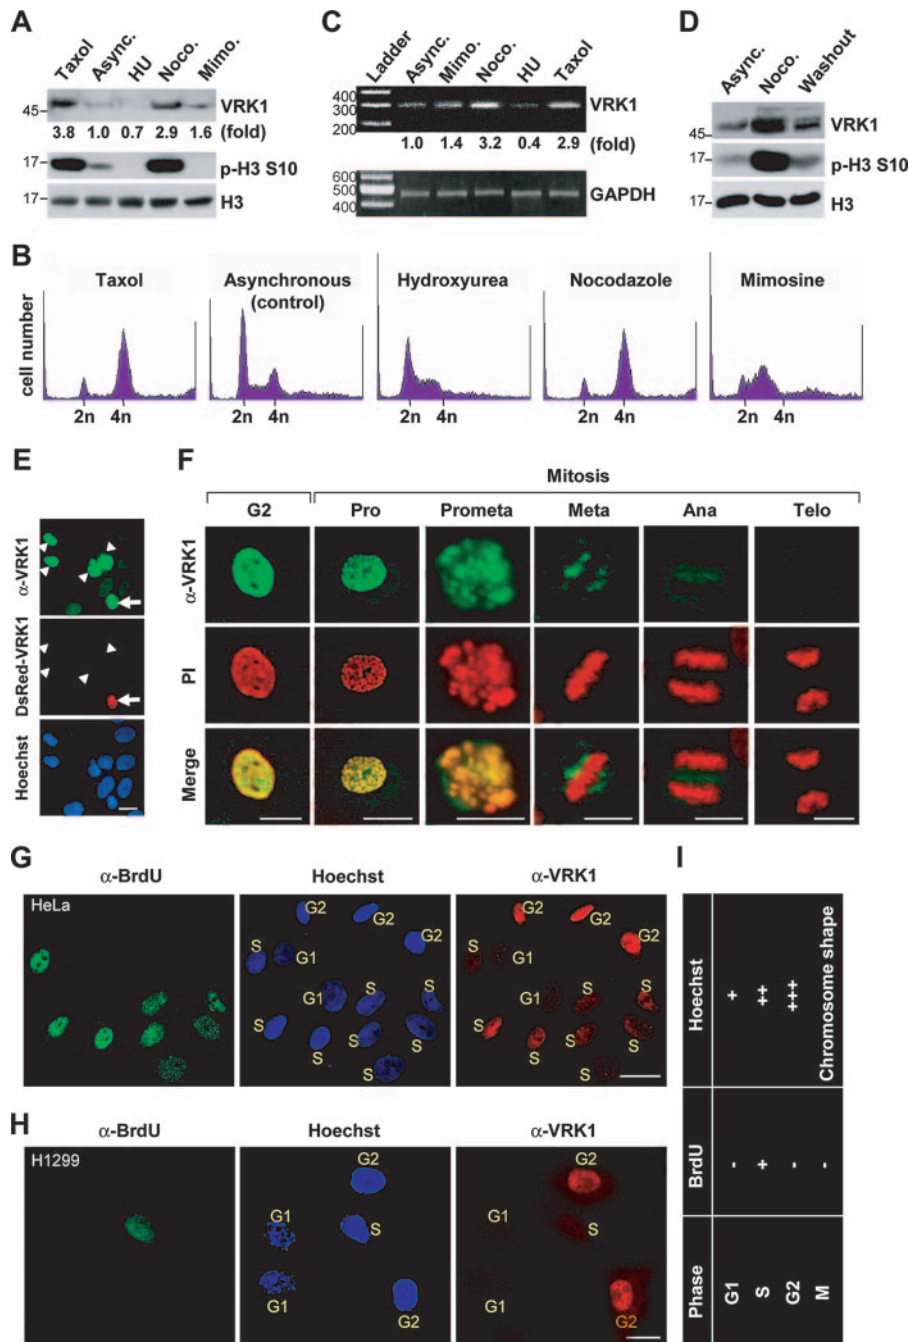 A
Taxol Async. HU Noco. Mimo.
45 VRK1
3.8 1.0 0.7 2.9 1.6 (fold)
17 p-H3 S10
17 H3
C
Ladder Async. Mimo. Noco. HU Taxol
400
300 VRK1
200
1.0 1.4 3.2 0.4 2.9 (fold)
600
500 GAPDH
400
D
Async. Noco. Washout
45 VRK1
17 p-H3 S10
17 H3
B
cell number
Taxol
2n 4n
Asynchronous
(control)
2n 4n
Hydroxyurea
2n 4n
Nocodazole
2n 4n
Mimosine
2n 4n
E
α-VRK1
DsRed-VRK1
Hoechst
F
Mitosis
G2 Pro Prometa Meta Ana Telo
α-VRK1
PI
Merge
G
α-BrdU Hoechst α-VRK1
HeLa
G2 G2
G2
S G1
G1 S S
S S S
S
G2 G2
G2
S G1
G1 S S
S S S
S
H
α-BrdU Hoechst α-VRK1
H1299
G2
G1 S
G1 G2
G2
G1 S
G1 G2
I
Phase BrdU Hoechst
G1 - +
S + ++
G2 - +++
M - Chromosome shape